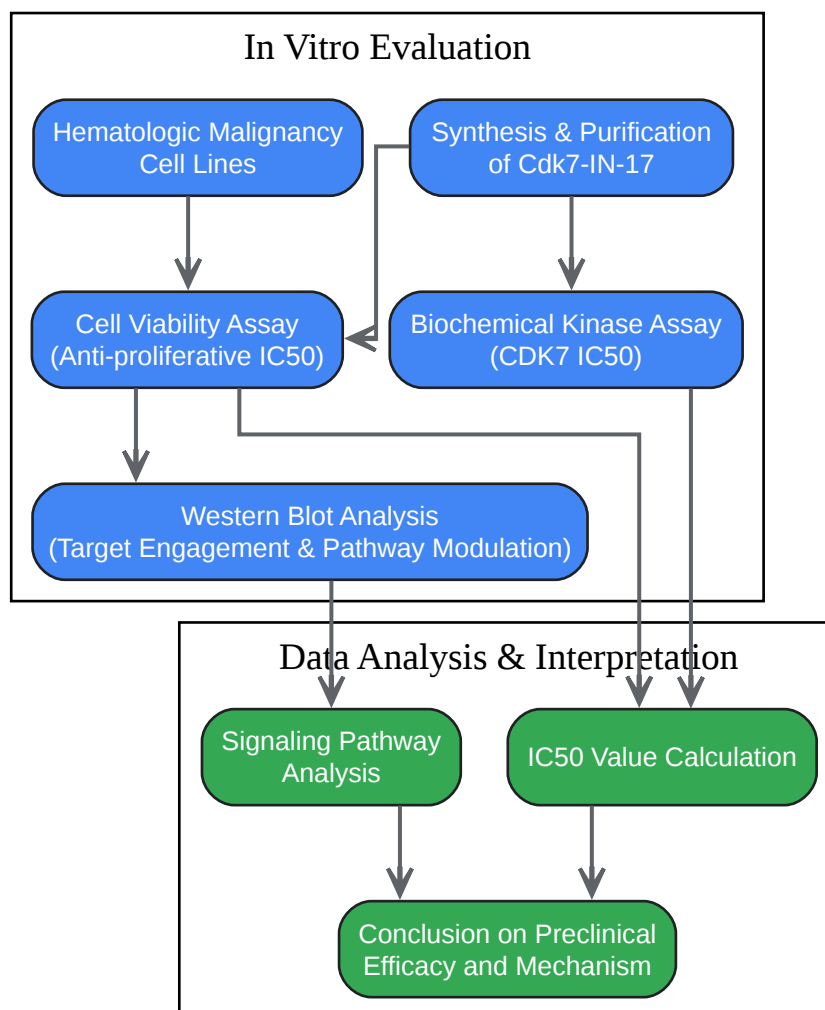 In Vitro Evaluation
Hematologic Malignancy
Cell Lines
Synthesis & Purification
of Cdk7-IN-17
Cell Viability Assay
(Anti-proliferative IC50)
Biochemical Kinase Assay
(CDK7 IC50)
Western Blot Analysis
(Target Engagement & Pathway Modulation)
Data Analysis & Interpretation
Signaling Pathway
Analysis
IC50 Value Calculation
Conclusion on Preclinical
Efficacy and Mechanism